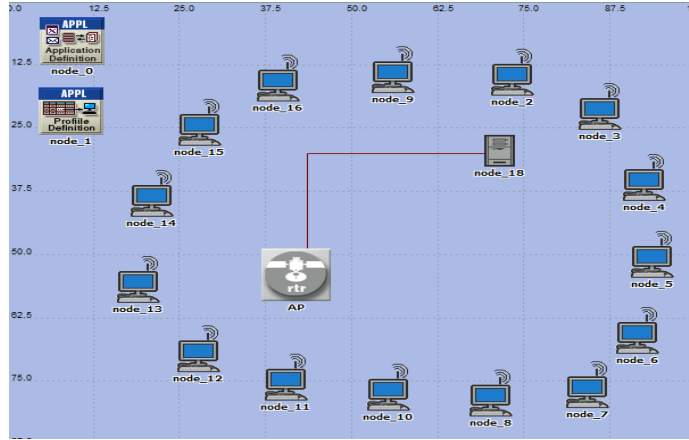 0.0 12.5 25.0 37.5 50.0 62.5 75.0 87.5
APPL
Application
Definition
node_0
12.5
node_16
node_9
node_2
APPL
Profile
Definition
node_1
25.0
node_15
node_3
node_18
37.5
node_14
node_4
50.0
rtr
AP
node_13
node_5
62.5
node_12
node_6
75.0
node_11
node_10
node_8
node_7